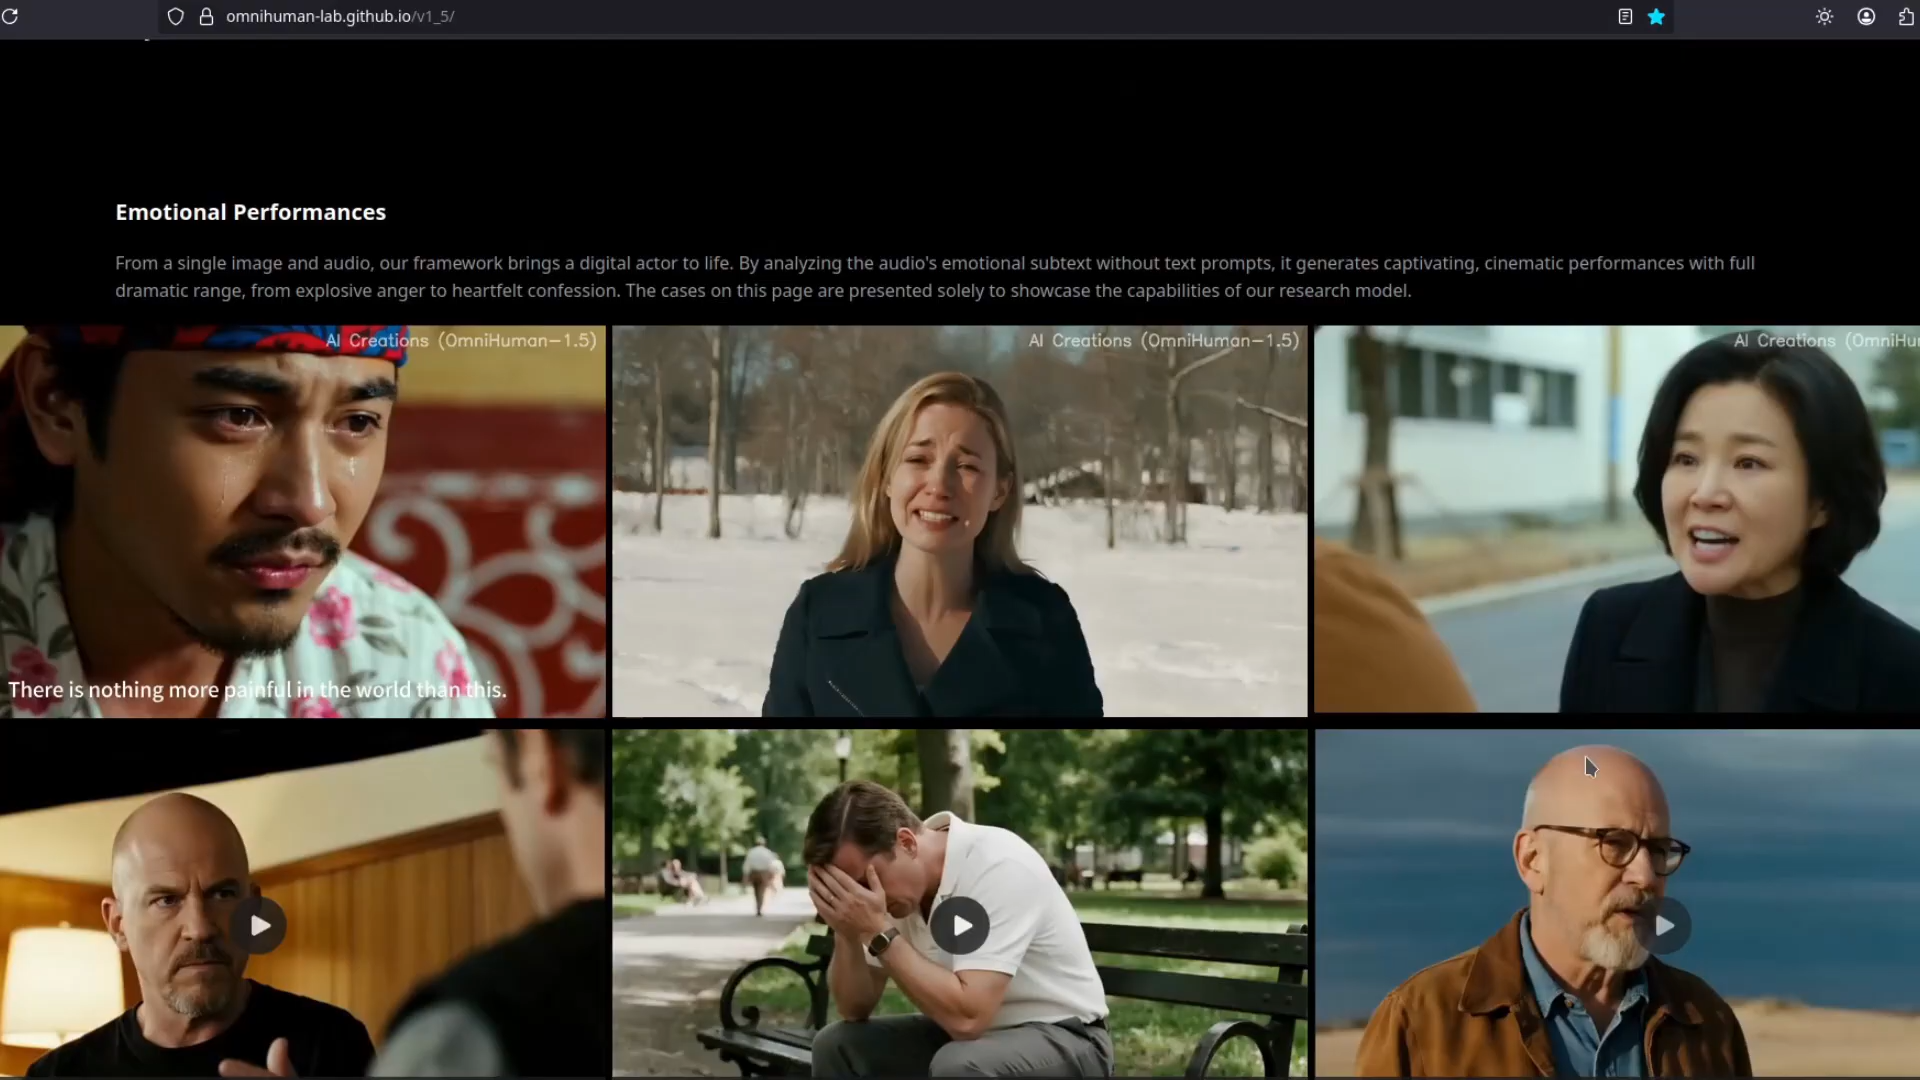 omnihuman-lab.github.io/v1_5/
Emotional Performances
From a single image and audio, our framework brings a digital actor to life. By analyzing the audio's emotional subtext without text prompts, it generates captivating, cinematic performances with full
dramatic range, from explosive anger to heartfelt confession. The cases on this page are presented solely to showcase the capabilities of our research model.
AI Creations (OmniHuman-1.5)
AI Creations (OmniHuman-1.5)
AI Creations (OmniHu
There is nothing more painful in the world than this.